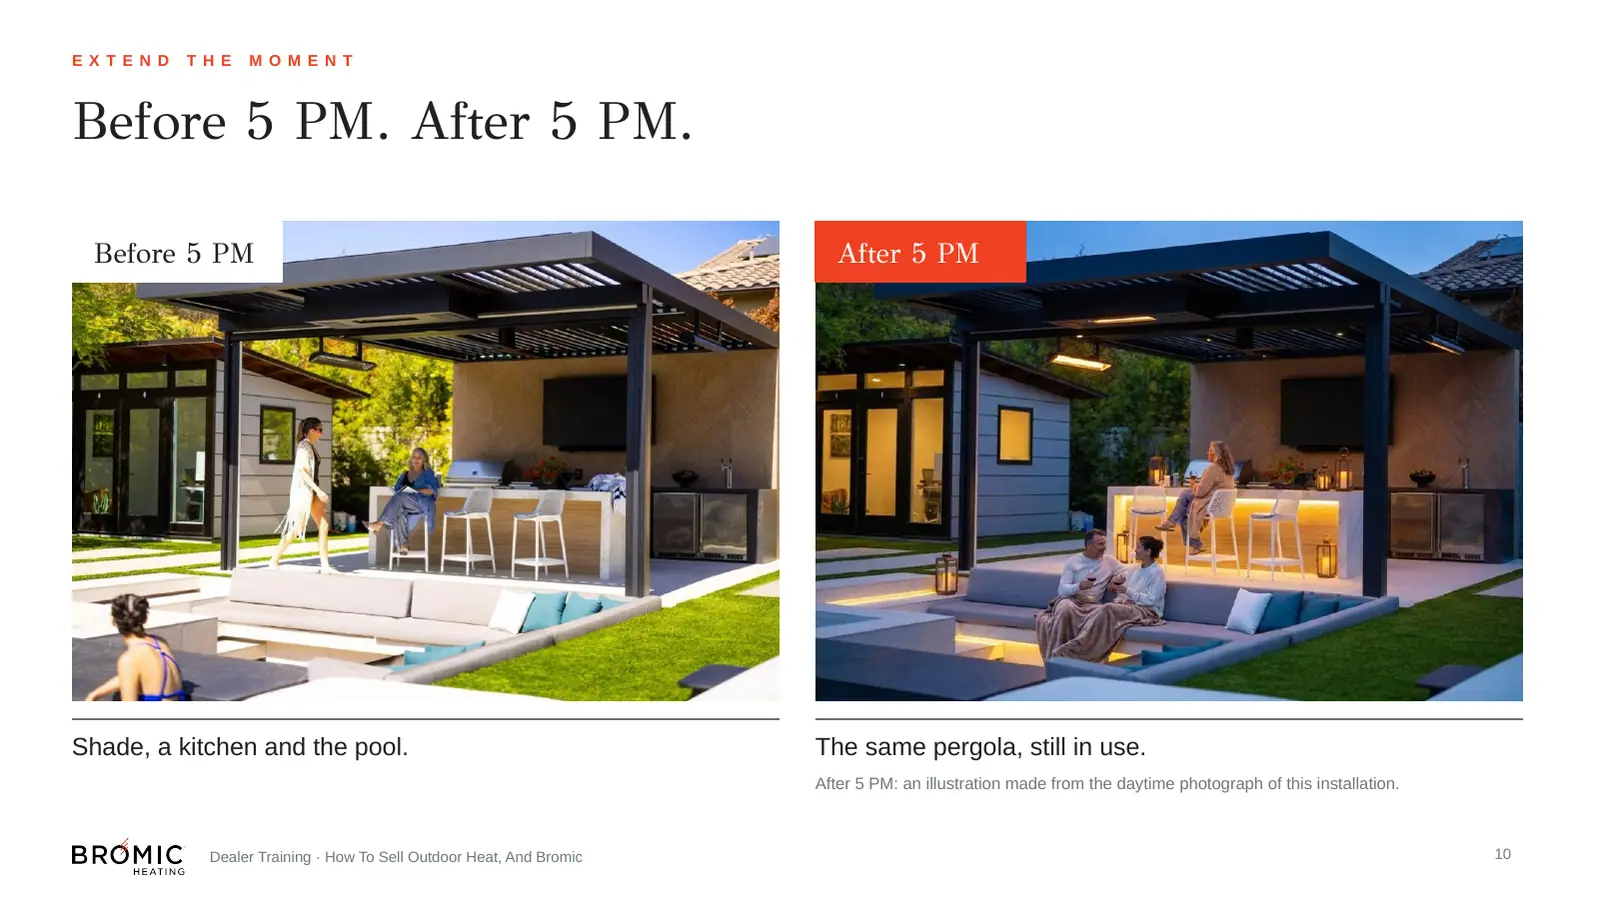 EXTEND THE MOMENT
Before 5 PM. After 5 PM.
Before 5 PM
After 5 PM
Shade, a kitchen and the pool.
The same pergola, still in use.
After 5 PM: an illustration made from the daytime photograph of this installation.
BROMIC
HEATING
Dealer Training · How To Sell Outdoor Heat, And Bromic
10